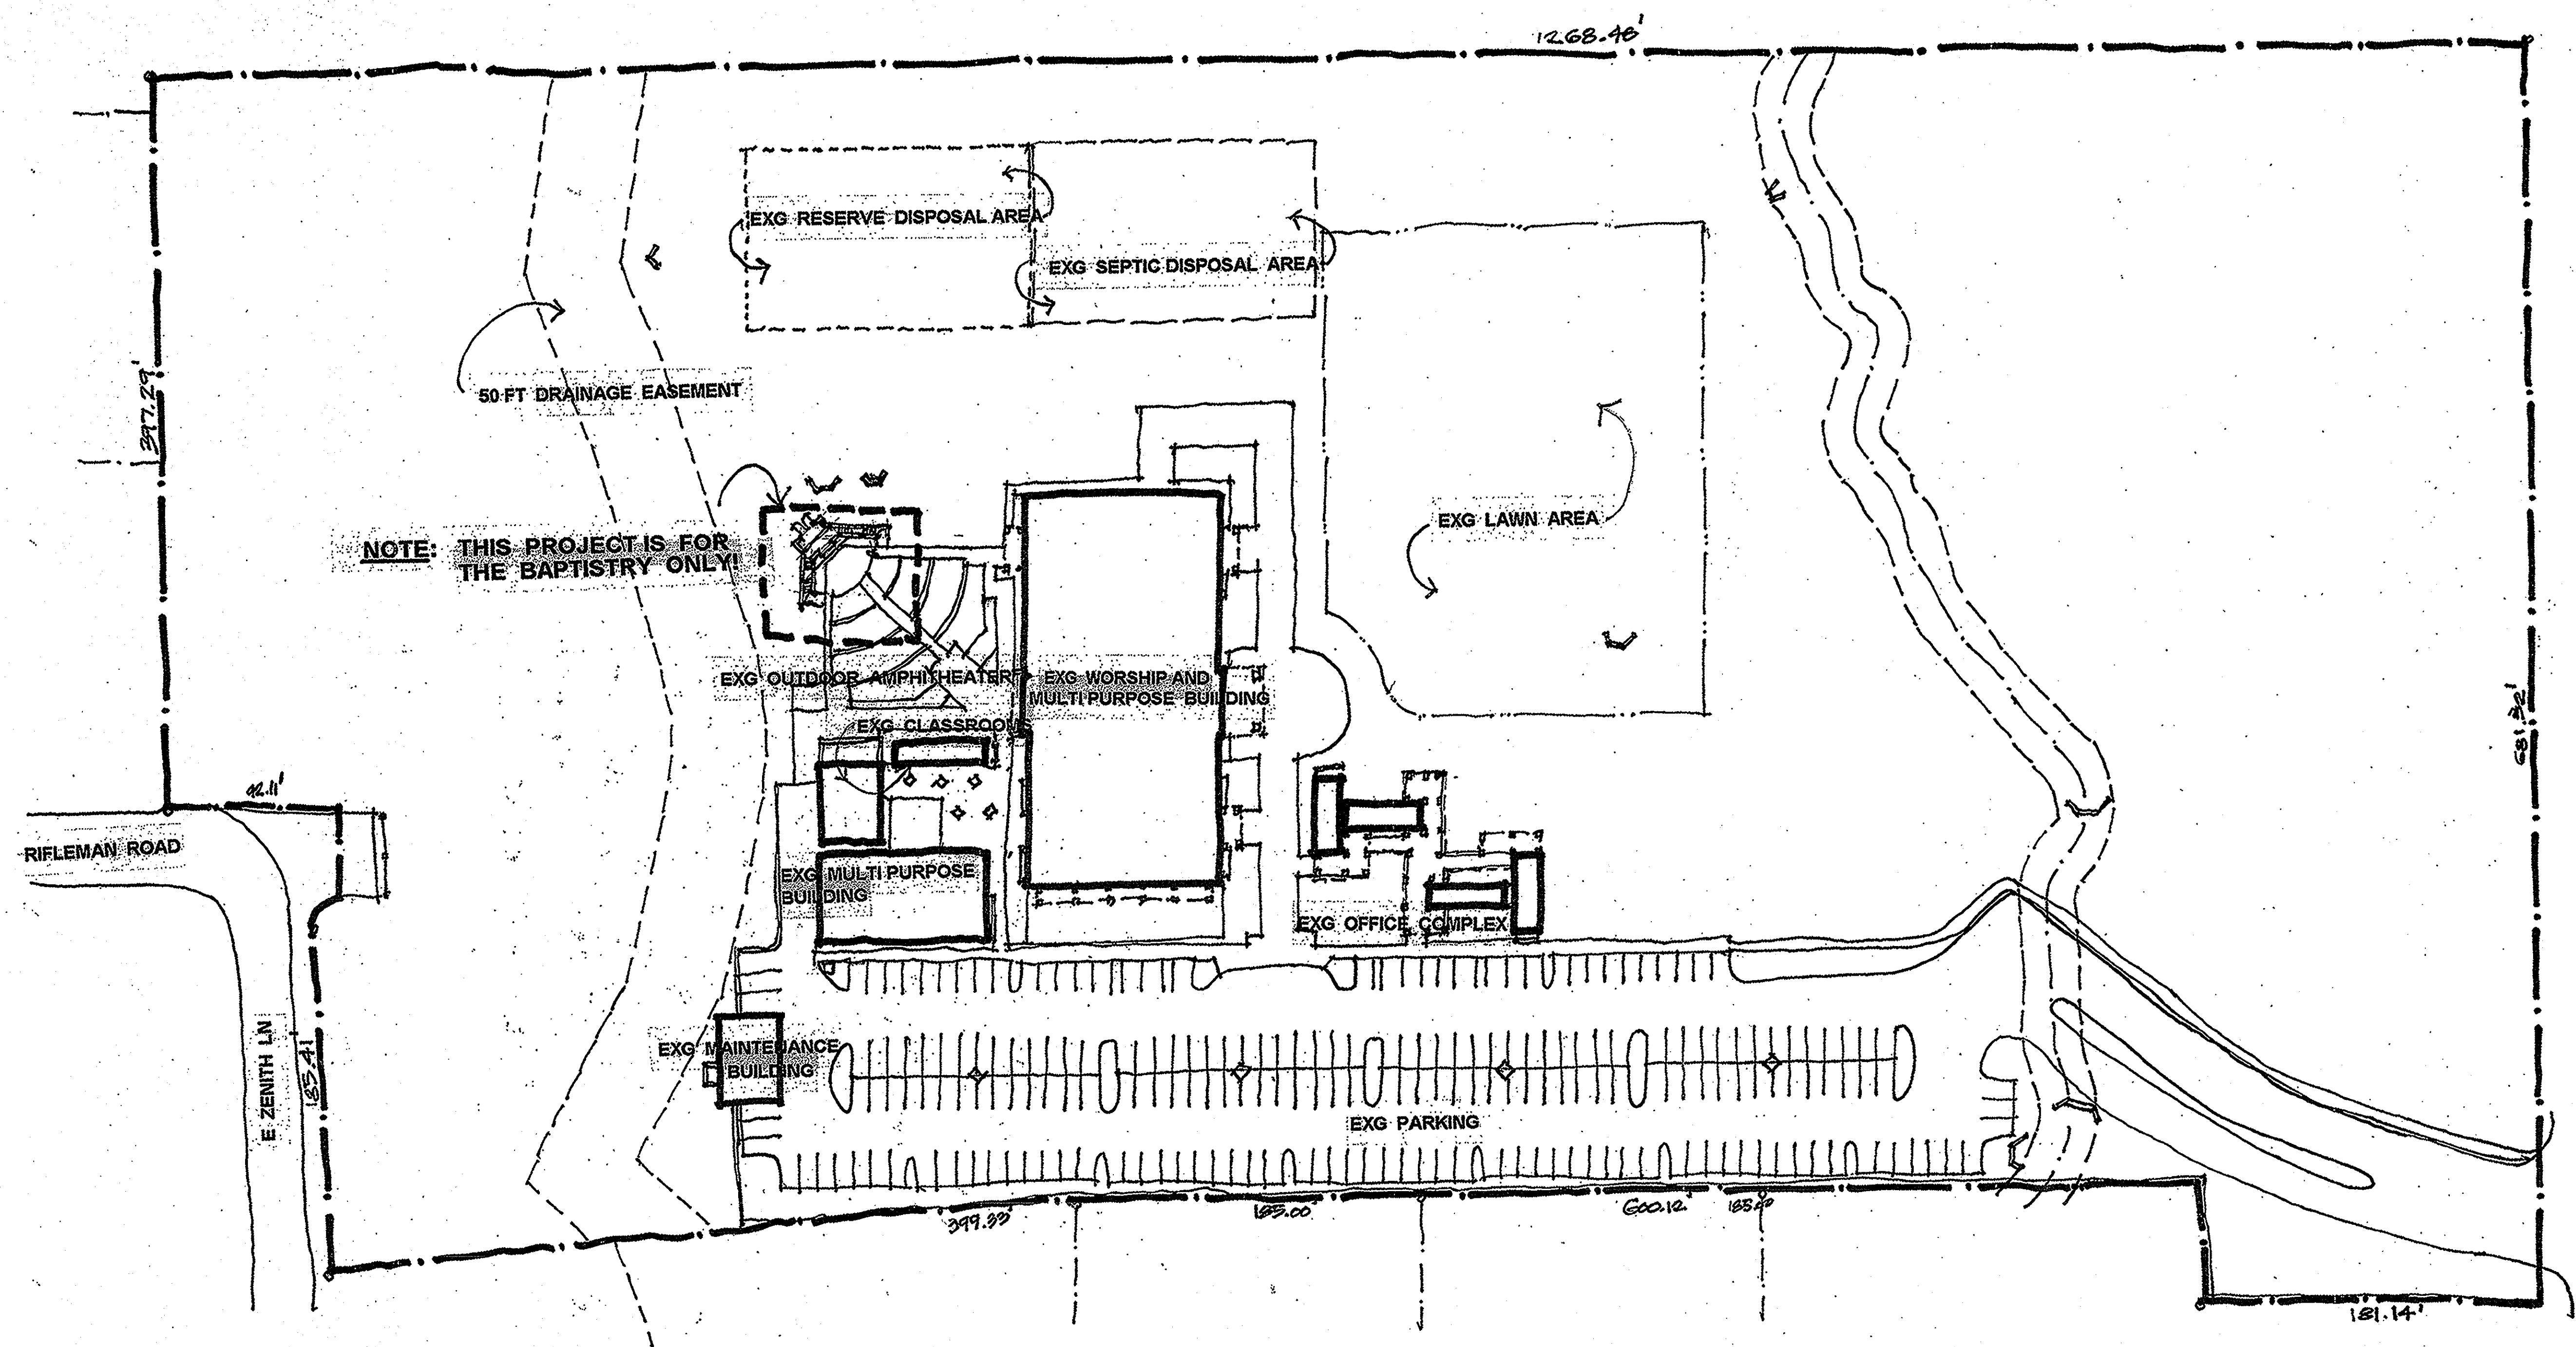 1268.48'
EXG RESERVE DISPOSAL AREA
EXG SEPTIC DISPOSAL AREA
50 FT DRAINAGE EASEMENT
397.29'
EXG LAWN AREA
NOTE: THIS PROJECT IS FOR
THE BAPTISTRY ONLY!
EXG OUTDOOR AMPHITHEATER
EXG WORSHIP AND
MULTI PURPOSE BUILDING
EXG CLASSROOMS
681.32'
92.11'
RIFLEMAN ROAD
EXG MULTI PURPOSE
BUILDING
EXG OFFICE COMPLEX
E ZENITH LN
185.41'
EXG MAINTENANCE
BUILDING
EXG PARKING
399.33'
185.00'
600.12'
181.14'